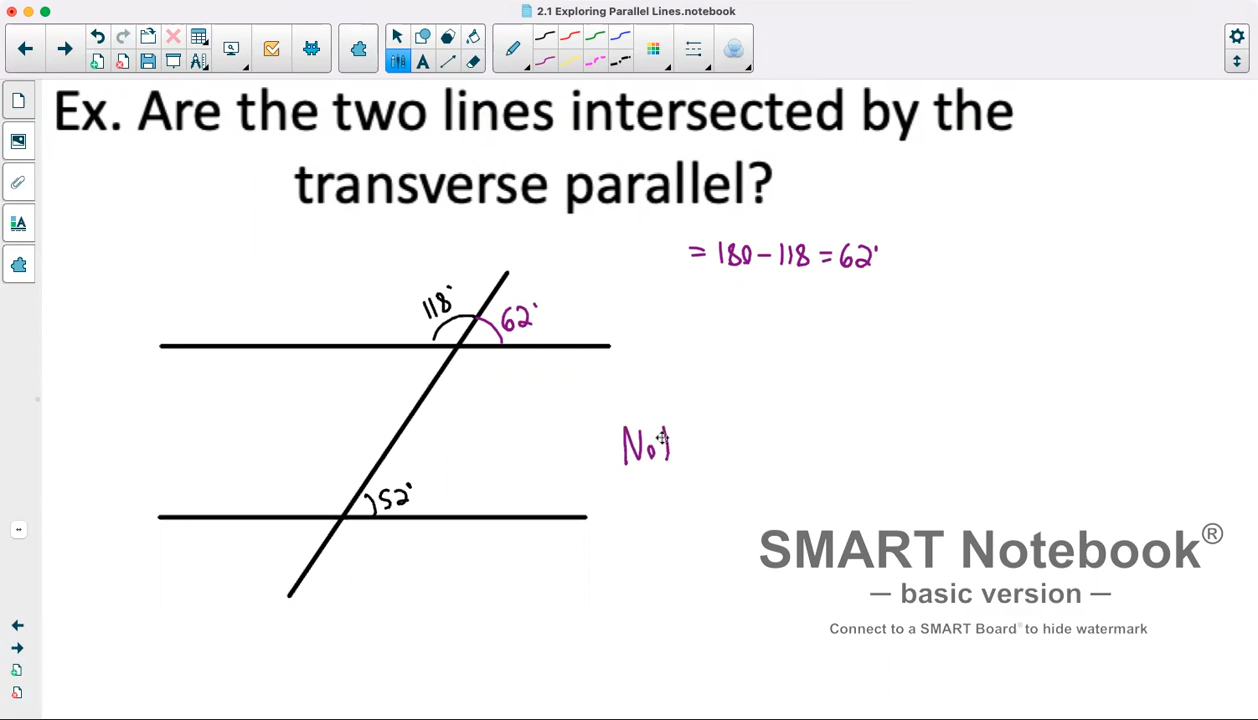 2.1 Exploring Parallel Lines.notebook
Ex. Are the two lines intersected by the
transverse parallel?
= 180 - 118 = 62°
118°
62°
52°
SMART Notebook®
— basic version —
Connect to a SMART Board® to hide watermark